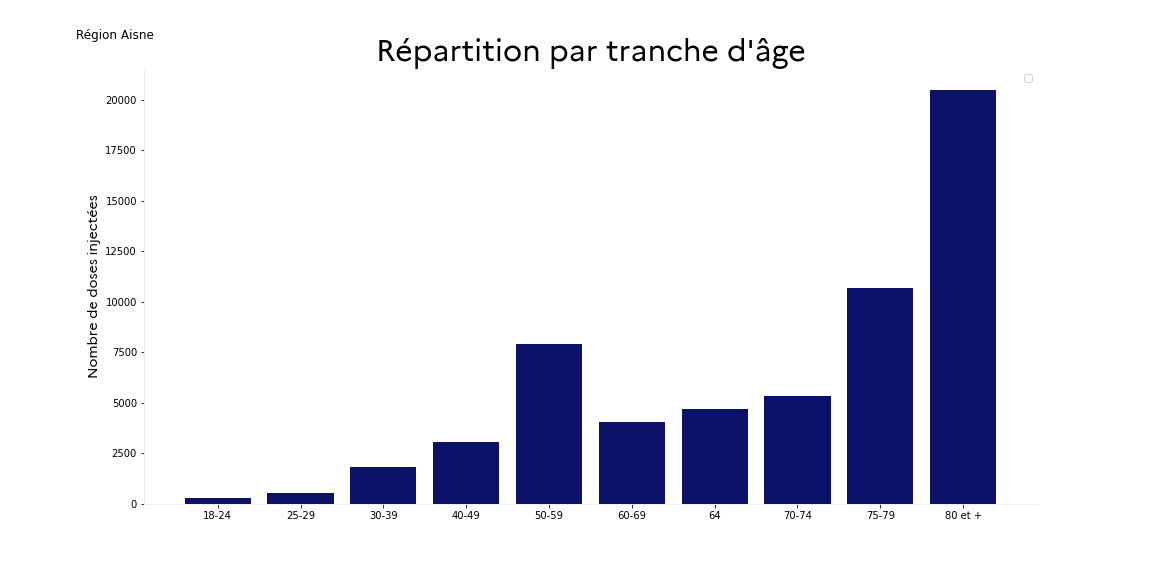 Région Aisne
Répartition par tranche d'âge
Nombre de doses injectées
20000
17500
15000
12500
10000
7500
5000
2500
0
18-24 25-29 30-39 40-49 50-59 60-69 64 70-74 75-79 80 et +